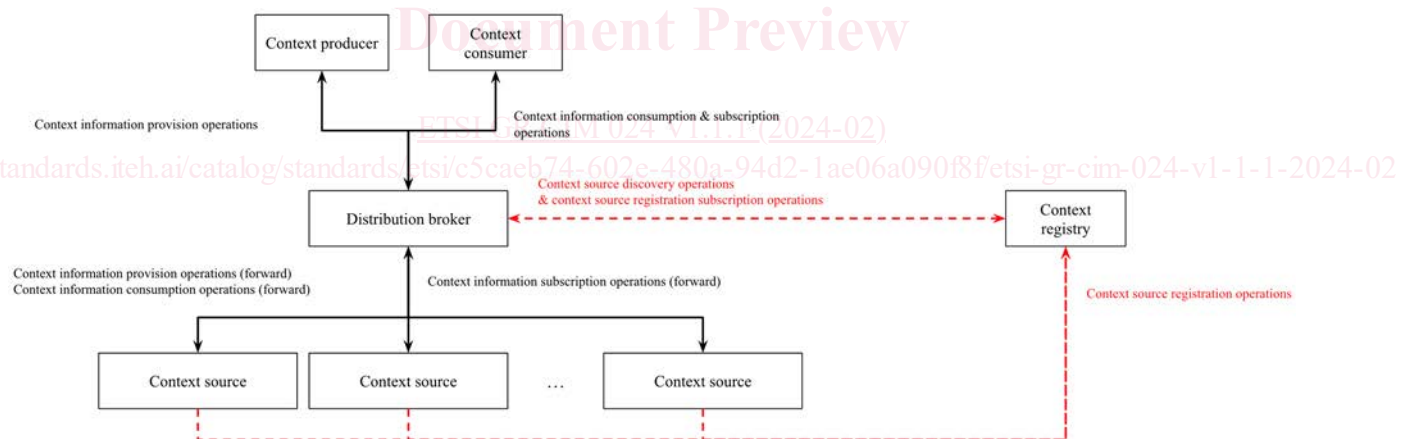 Document Preview
Context producer
Context
consumer
Context information provision operations
Context information consumption & subscription
operations
ETSI GR CIM 024 V1.1.1 (2024-02)
tandards.iteh.ai/catalog/standards/etsi/c5caeb74-602e-480a-94d2-1ae06a090f8f/etsi-gr-cim-024-v1-1-1-2024-02
Context source discovery operations
& context source registration subscription operations
Distribution broker
Context
registry
Context information provision operations (forward)
Context information consumption operations (forward)
Context information subscription operations (forward)
Context source registration operations
Context source
Context source
...
Context source